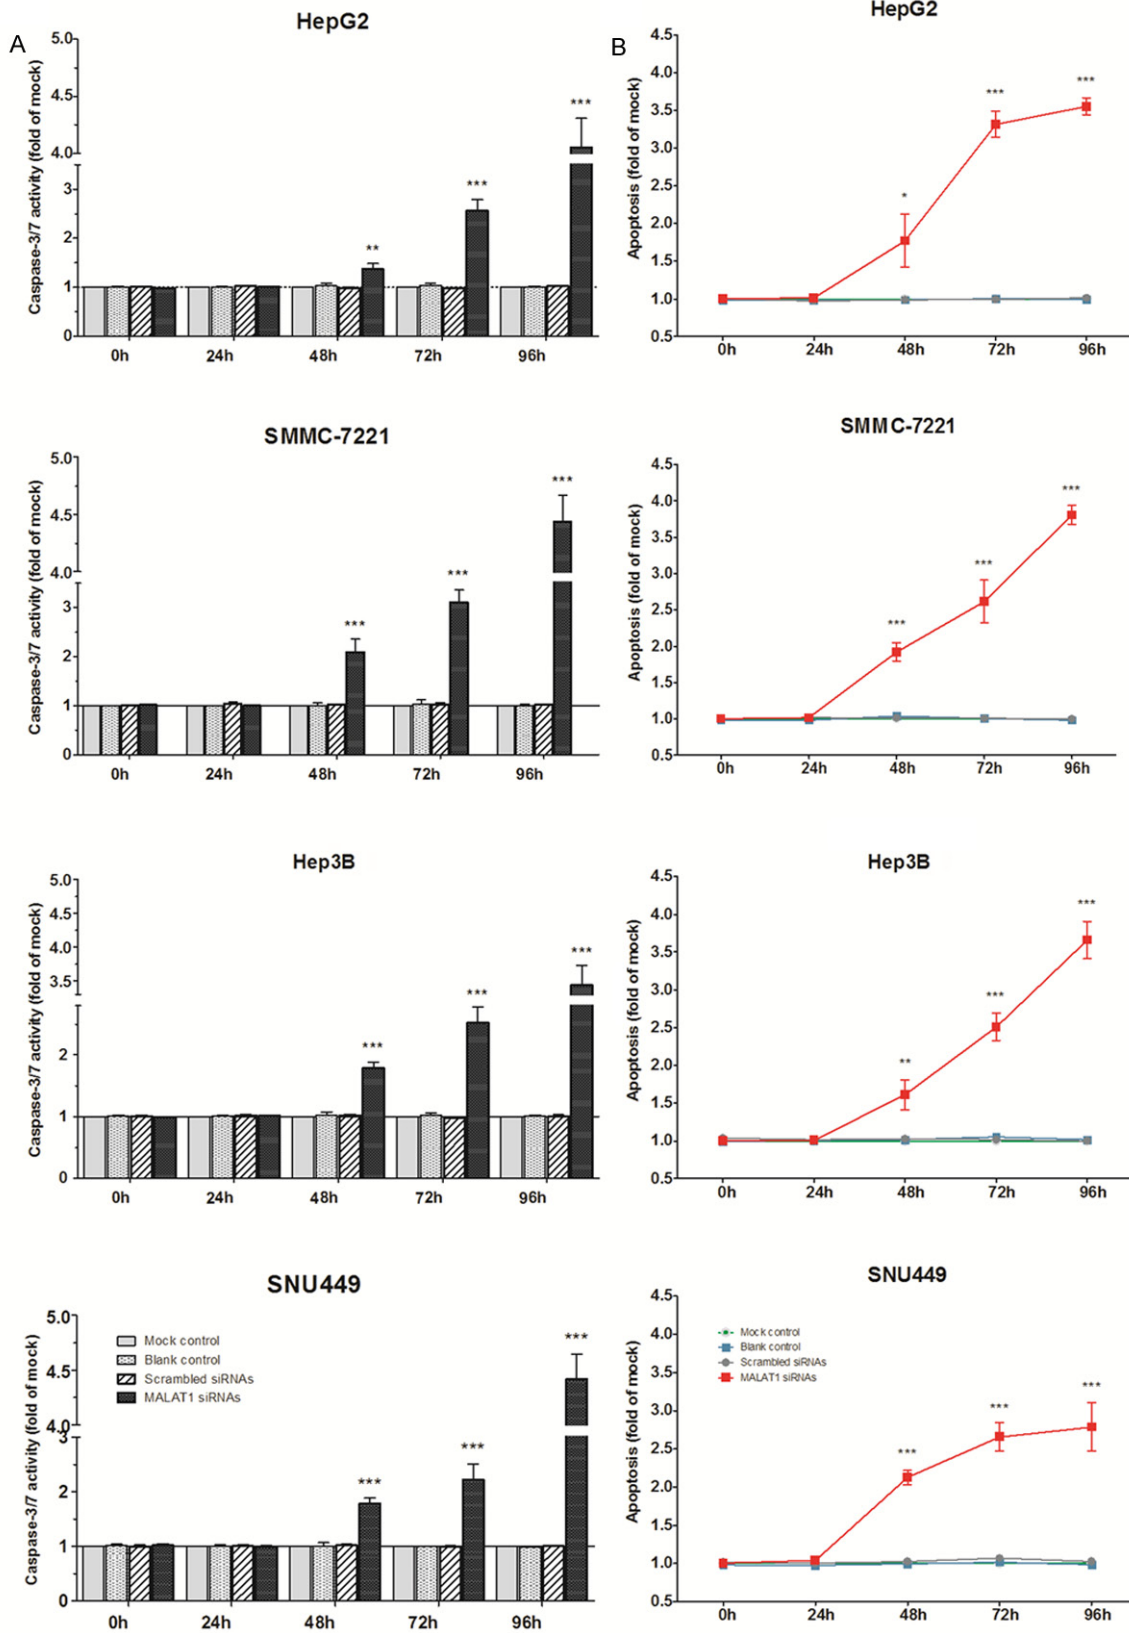 A
HepG2
Caspase-3/7 activity (fold of mock)
5.0
4.5
4.0
3
2
1
0
**
***
***
0h 24h 48h 72h 96h
B
HepG2
Apoptosis (fold of mock)
4.5
4.0
3.5
3.0
2.5
2.0
1.5
1.0
0.5
*
***
***
0h 24h 48h 72h 96h
SMMC-7221
Caspase-3/7 activity (fold of mock)
5.0
4.5
4.0
3
2
1
0
***
***
***
0h 24h 48h 72h 96h
SMMC-7221
Apoptosis (fold of mock)
4.5
4.0
3.5
3.0
2.5
2.0
1.5
1.0
0.5
***
***
***
0h 24h 48h 72h 96h
Hep3B
Caspase-3/7 activity (fold of mock)
5.0
4.5
4.0
3.5
2
1
0
***
***
***
0h 24h 48h 72h 96h
Hep3B
Apoptosis (fold of mock)
4.5
4.0
3.5
3.0
2.5
2.0
1.5
1.0
0.5
**
***
***
0h 24h 48h 72h 96h
SNU449
Caspase-3/7 activity (fold of mock)
5.0
4.5
4.0
3
2
1
0
Mock control
Blank control
Scrambled siRNAs
MALAT1 siRNAs
***
***
***
0h 24h 48h 72h 96h
SNU449
Apoptosis (fold of mock)
4.5
4.0
3.5
3.0
2.5
2.0
1.5
1.0
0.5
Mock control
Blank control
Scrambled siRNAs
MALAT1 siRNAs
***
***
***
0h 24h 48h 72h 96h